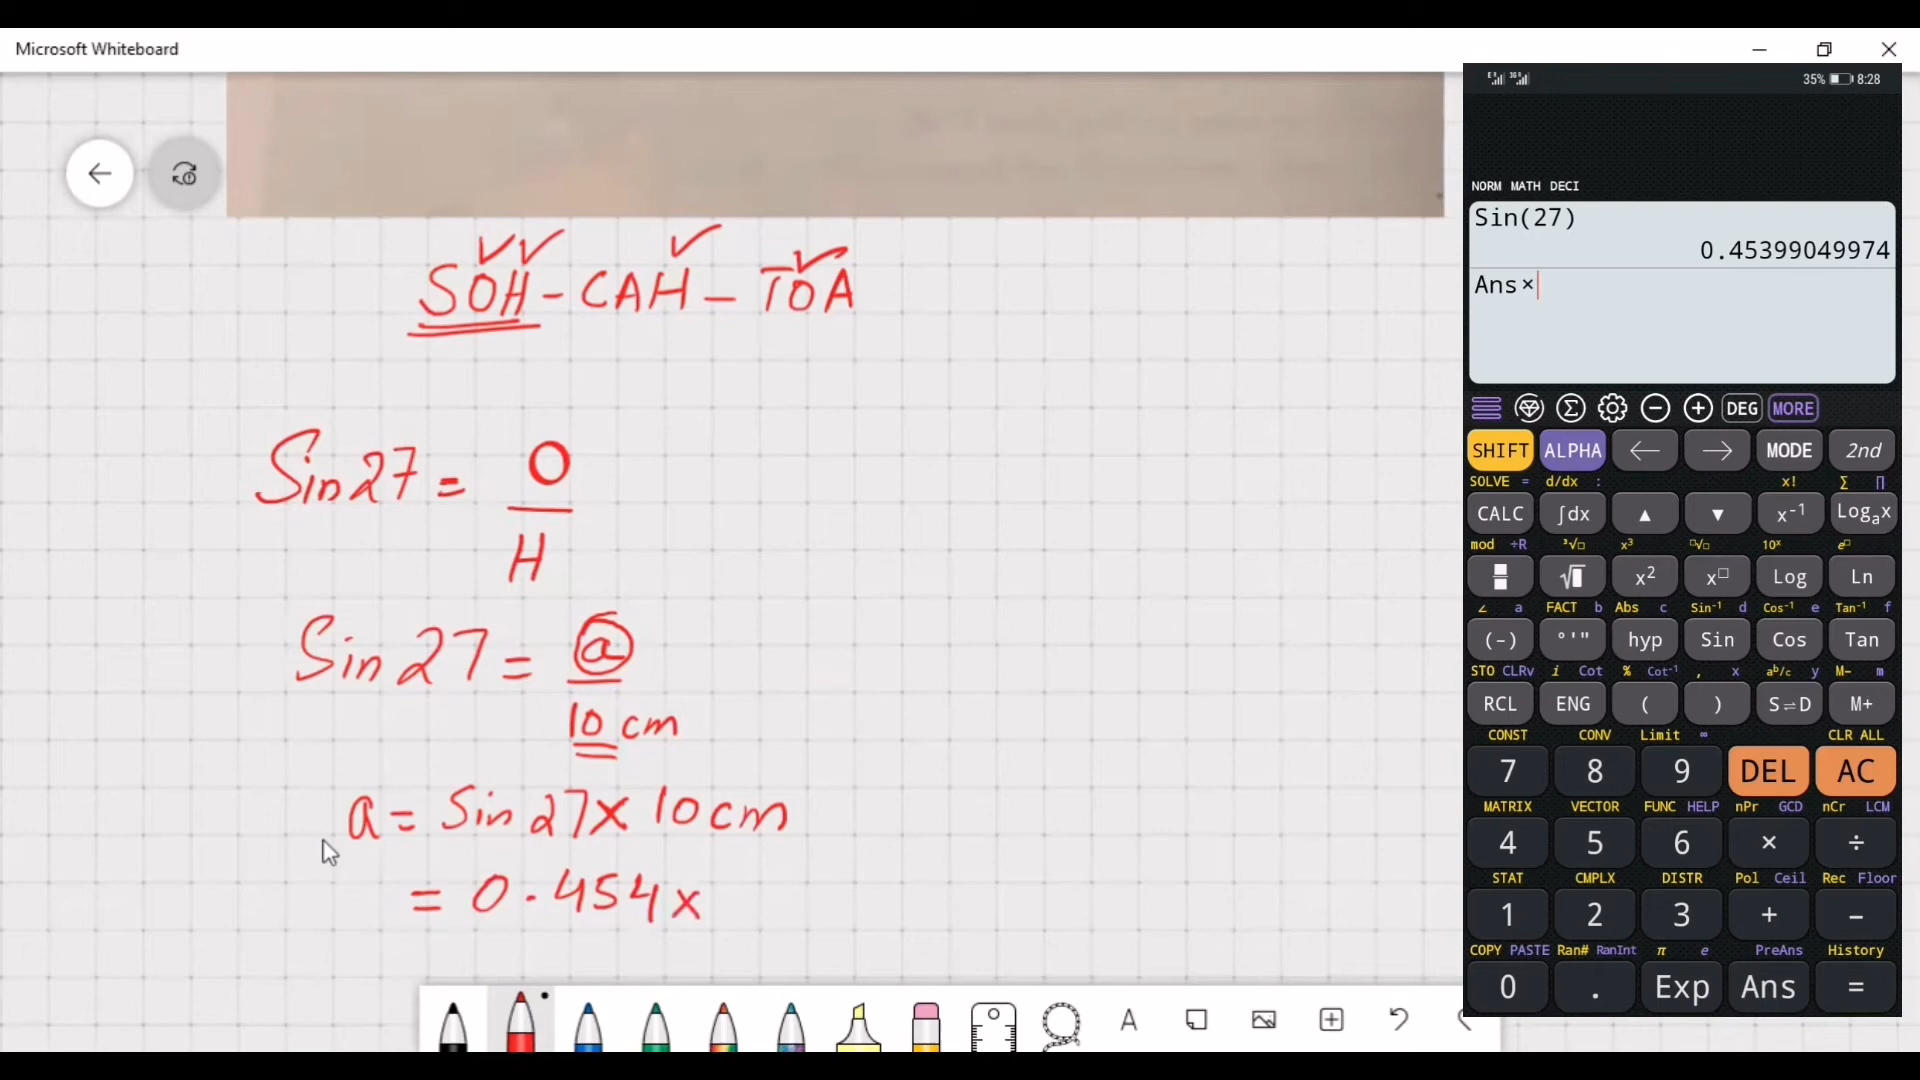 Microsoft Whiteboard
35% 8:28
NORM MATH DECI
Sin(27)
0.45399049974
Ans×
SOH - CAH - TOA
Sin 27 = O
H
Sin 27 = a
10 cm
a = Sin 27 × 10 cm
= 0.454 x
DEG MORE
SHIFT ALPHA ← → MODE 2nd
SOLVE = d/dx : x! Σ ∏
CALC ∫dx ▲ ▼ x⁻¹ Logₐx
mod ÷R ³√□ x³ □√□ 10ˣ e□
√□ x² x□ Log Ln
∠ a FACT b Abs c Sin⁻¹ d Cos⁻¹ e Tan⁻¹ f
(-) °'" hyp Sin Cos Tan
STO CLRv i Cot % Cot⁻¹ , x aᵇ/c y M- m
RCL ENG ( ) S⇌D M+
CONST CONV Limit ∞ CLR ALL
7 8 9 DEL AC
MATRIX VECTOR FUNC HELP nPr GCD nCr LCM
4 5 6 × ÷
STAT CMPLX DISTR Pol Ceil Rec Floor
1 2 3 + −
COPY PASTE Ran# RanInt π e PreAns History
0 . Exp Ans =